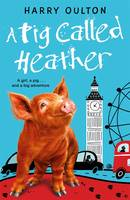 HARRY OULTON
A Pig Called
Heather
A girl, a pig . . .
and a big adventure